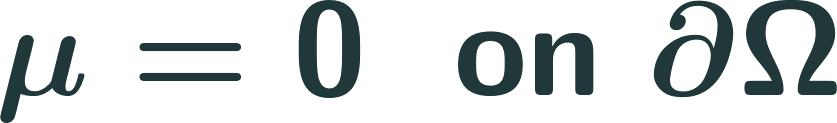 μ = 0 on ∂Ω